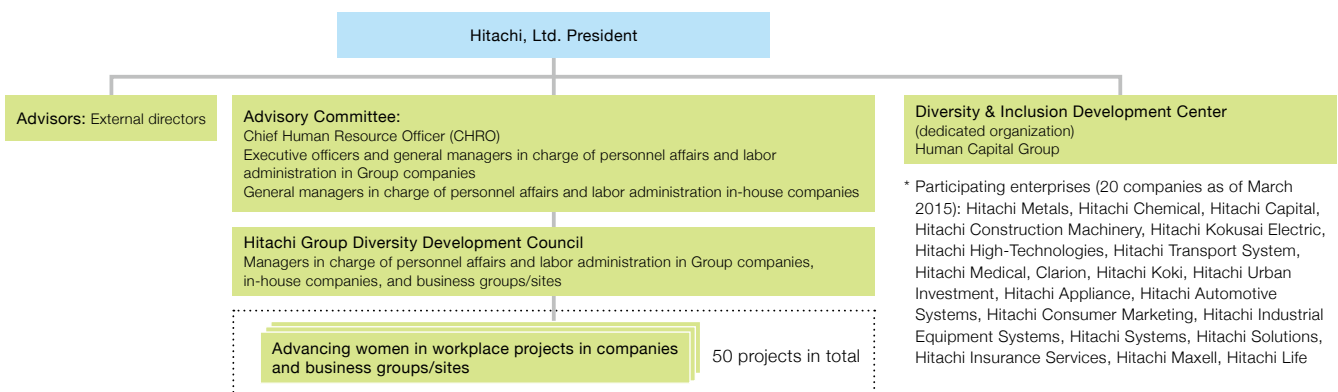 Hitachi, Ltd. President
Advisors: External directors
Advisory Committee:
Chief Human Resource Officer (CHRO)
Executive officers and general managers in charge of personnel affairs and labor
administration in Group companies
General managers in charge of personnel affairs and labor administration in-house companies
Diversity & Inclusion Development Center
(dedicated organization)
Human Capital Group
* Participating enterprises (20 companies as of March
2015): Hitachi Metals, Hitachi Chemical, Hitachi Capital,
Hitachi Construction Machinery, Hitachi Kokusai Electric,
Hitachi High-Technologies, Hitachi Transport System,
Hitachi Medical, Clarion, Hitachi Koki, Hitachi Urban
Investment, Hitachi Appliance, Hitachi Automotive
Systems, Hitachi Consumer Marketing, Hitachi Industrial
Equipment Systems, Hitachi Systems, Hitachi Solutions,
Hitachi Insurance Services, Hitachi Maxell, Hitachi Life
Hitachi Group Diversity Development Council
Managers in charge of personnel affairs and labor administration in Group companies,
in-house companies, and business groups/sites
Advancing women in workplace projects in companies
and business groups/sites
50 projects in total